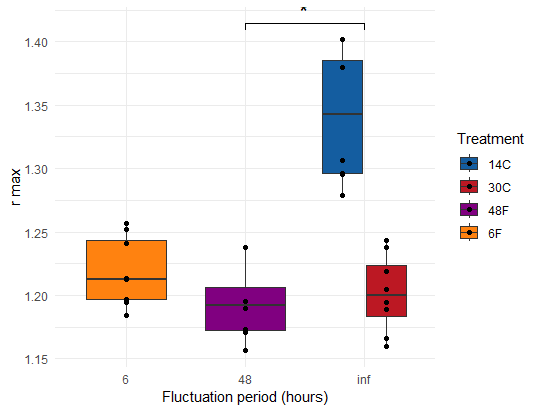 *
1.40
1.35
1.30
1.25
1.20
1.15
r max
6
48
inf
Fluctuation period (hours)
Treatment
14C
30C
48F
6F